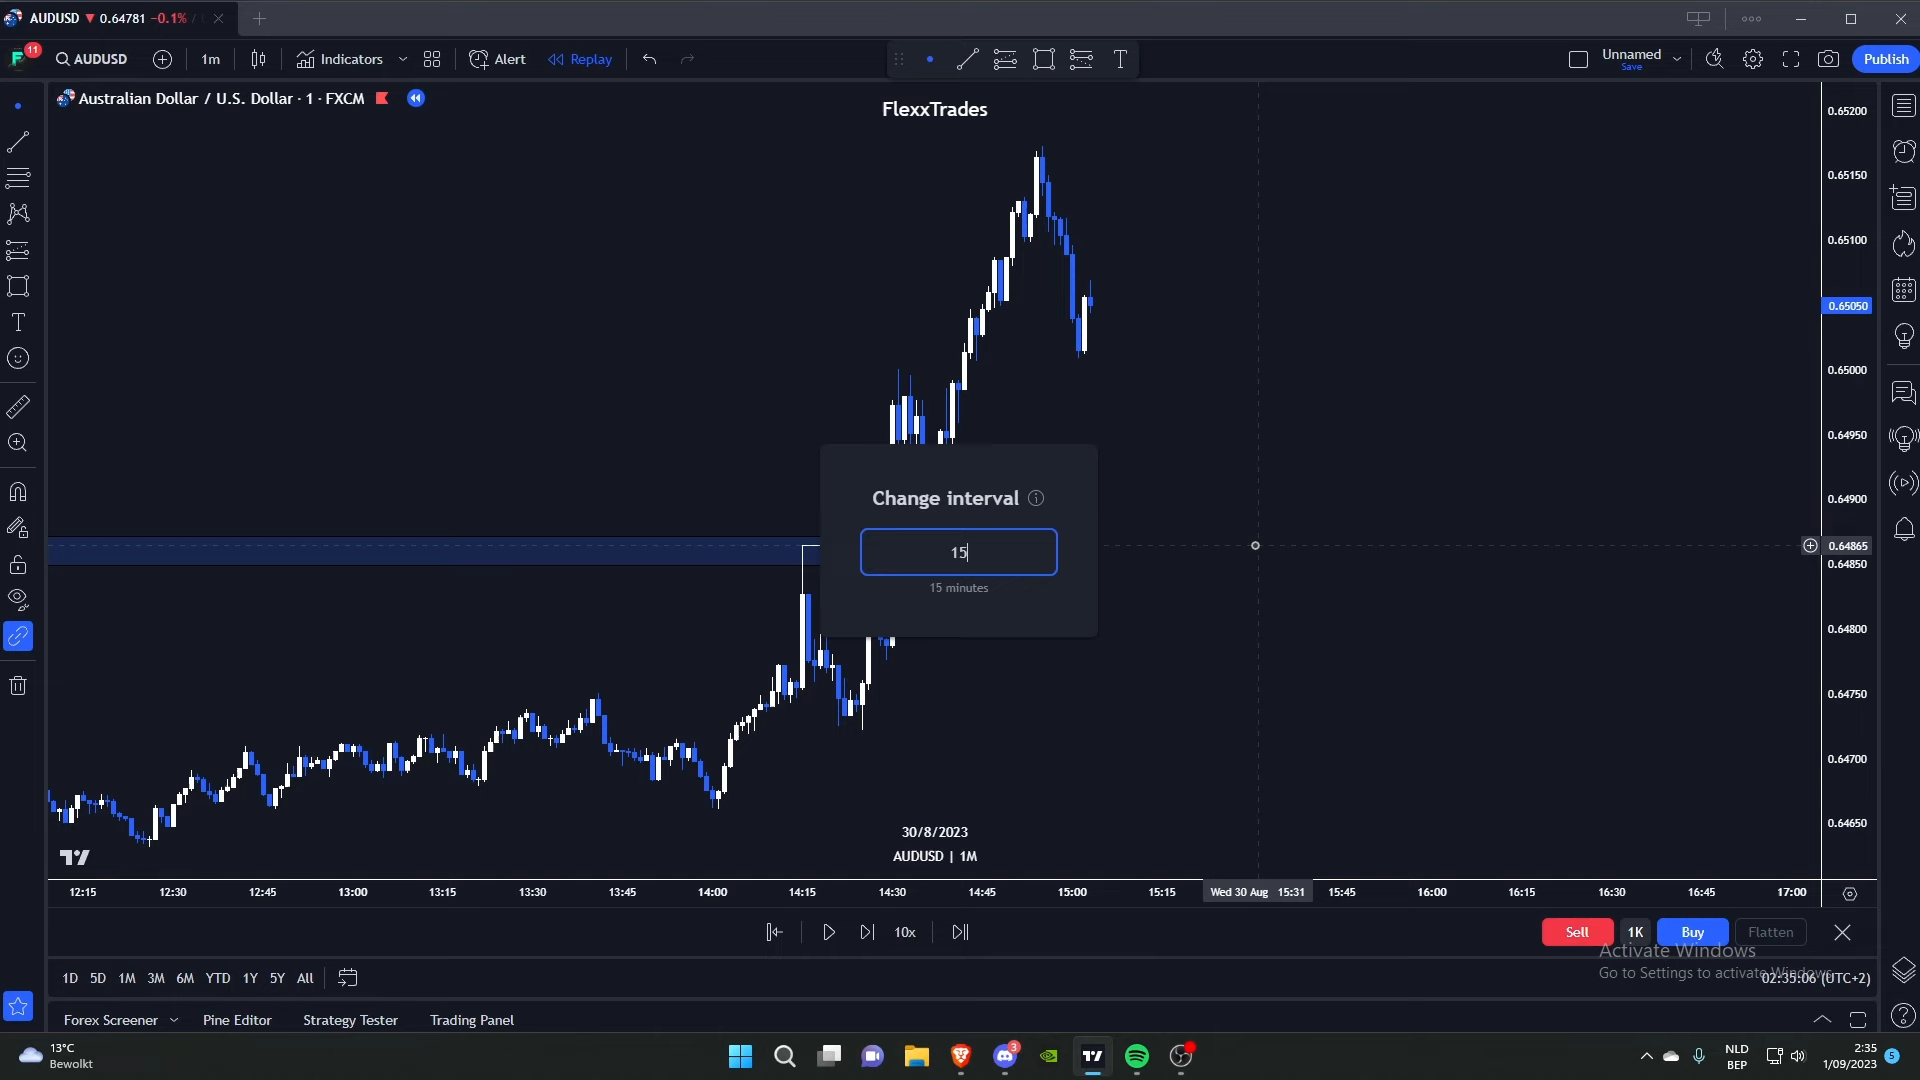 AUDUSD ▼ 0.64781 −0.1% /
11
AUDUSD
1m
Indicators
Alert
Replay
Unnamed
Save
Publish
Australian Dollar / U.S. Dollar · 1 · FXCM
FlexxTrades
0.65200
0.65150
0.65100
0.65050
0.65000
0.64950
0.64900
0.64865
0.64850
0.64800
0.64750
0.64700
0.64650
Change interval
15
15 minutes
30/8/2023
AUDUSD | 1M
12:15
12:30
12:45
13:00
13:15
13:30
13:45
14:00
14:15
14:30
14:45
15:00
15:15
Wed 30 Aug 15:31
15:45
16:00
16:15
16:30
16:45
17:00
10x
Sell
1K
Buy
Flatten
Activate Windows
Go to Settings to activate Windows.
1D
5D
1M
3M
6M
YTD
1Y
5Y
All
02:35:06 (UTC+2)
Forex Screener
Pine Editor
Strategy Tester
Trading Panel
13°C
Bewolkt
3
NLD
BEP
2:35
1/09/2023
5